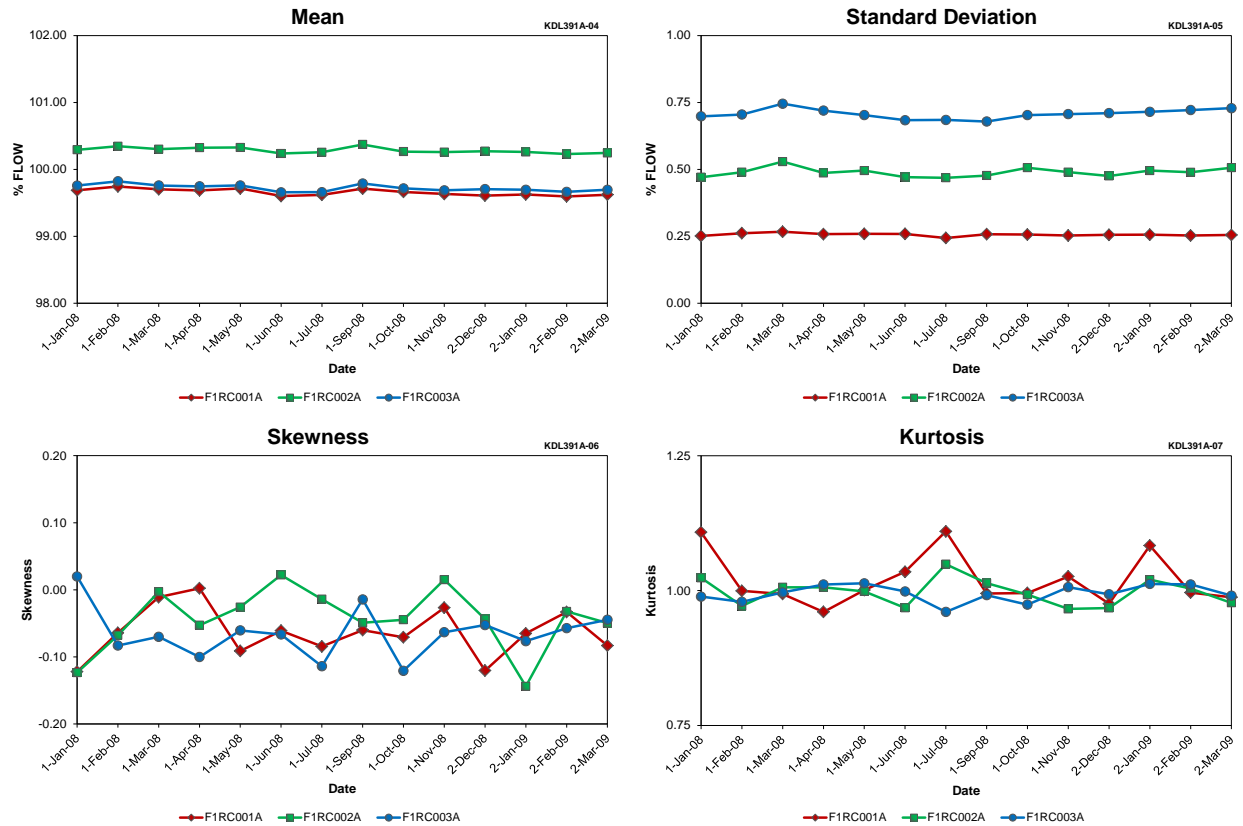 Mean
KDL391A-04
102.00
101.00
100.00
99.00
98.00
% FLOW
1-Jan-08
1-Feb-08
1-Mar-08
1-Apr-08
1-May-08
1-Jun-08
1-Jul-08
1-Sep-08
1-Oct-08
1-Nov-08
2-Dec-08
2-Jan-09
2-Feb-09
2-Mar-09
Date
F1RC001A F1RC002A F1RC003A
Standard Deviation
KDL391A-05
1.00
0.75
0.50
0.25
0.00
% FLOW
1-Jan-08
1-Feb-08
1-Mar-08
1-Apr-08
1-May-08
1-Jun-08
1-Jul-08
1-Sep-08
1-Oct-08
1-Nov-08
2-Dec-08
2-Jan-09
2-Feb-09
2-Mar-09
Date
F1RC001A F1RC002A F1RC003A
Skewness
KDL391A-06
0.20
0.10
0.00
-0.10
-0.20
Skewness
1-Jan-08
1-Feb-08
1-Mar-08
1-Apr-08
1-May-08
1-Jun-08
1-Jul-08
1-Sep-08
1-Oct-08
1-Nov-08
2-Dec-08
2-Jan-09
2-Feb-09
2-Mar-09
Date
F1RC001A F1RC002A F1RC003A
Kurtosis
KDL391A-07
1.25
1.00
0.75
Kurtosis
1-Jan-08
1-Feb-08
1-Mar-08
1-Apr-08
1-May-08
1-Jun-08
1-Jul-08
1-Sep-08
1-Oct-08
1-Nov-08
2-Dec-08
2-Jan-09
2-Feb-09
2-Mar-09
Date
F1RC001A F1RC002A F1RC003A